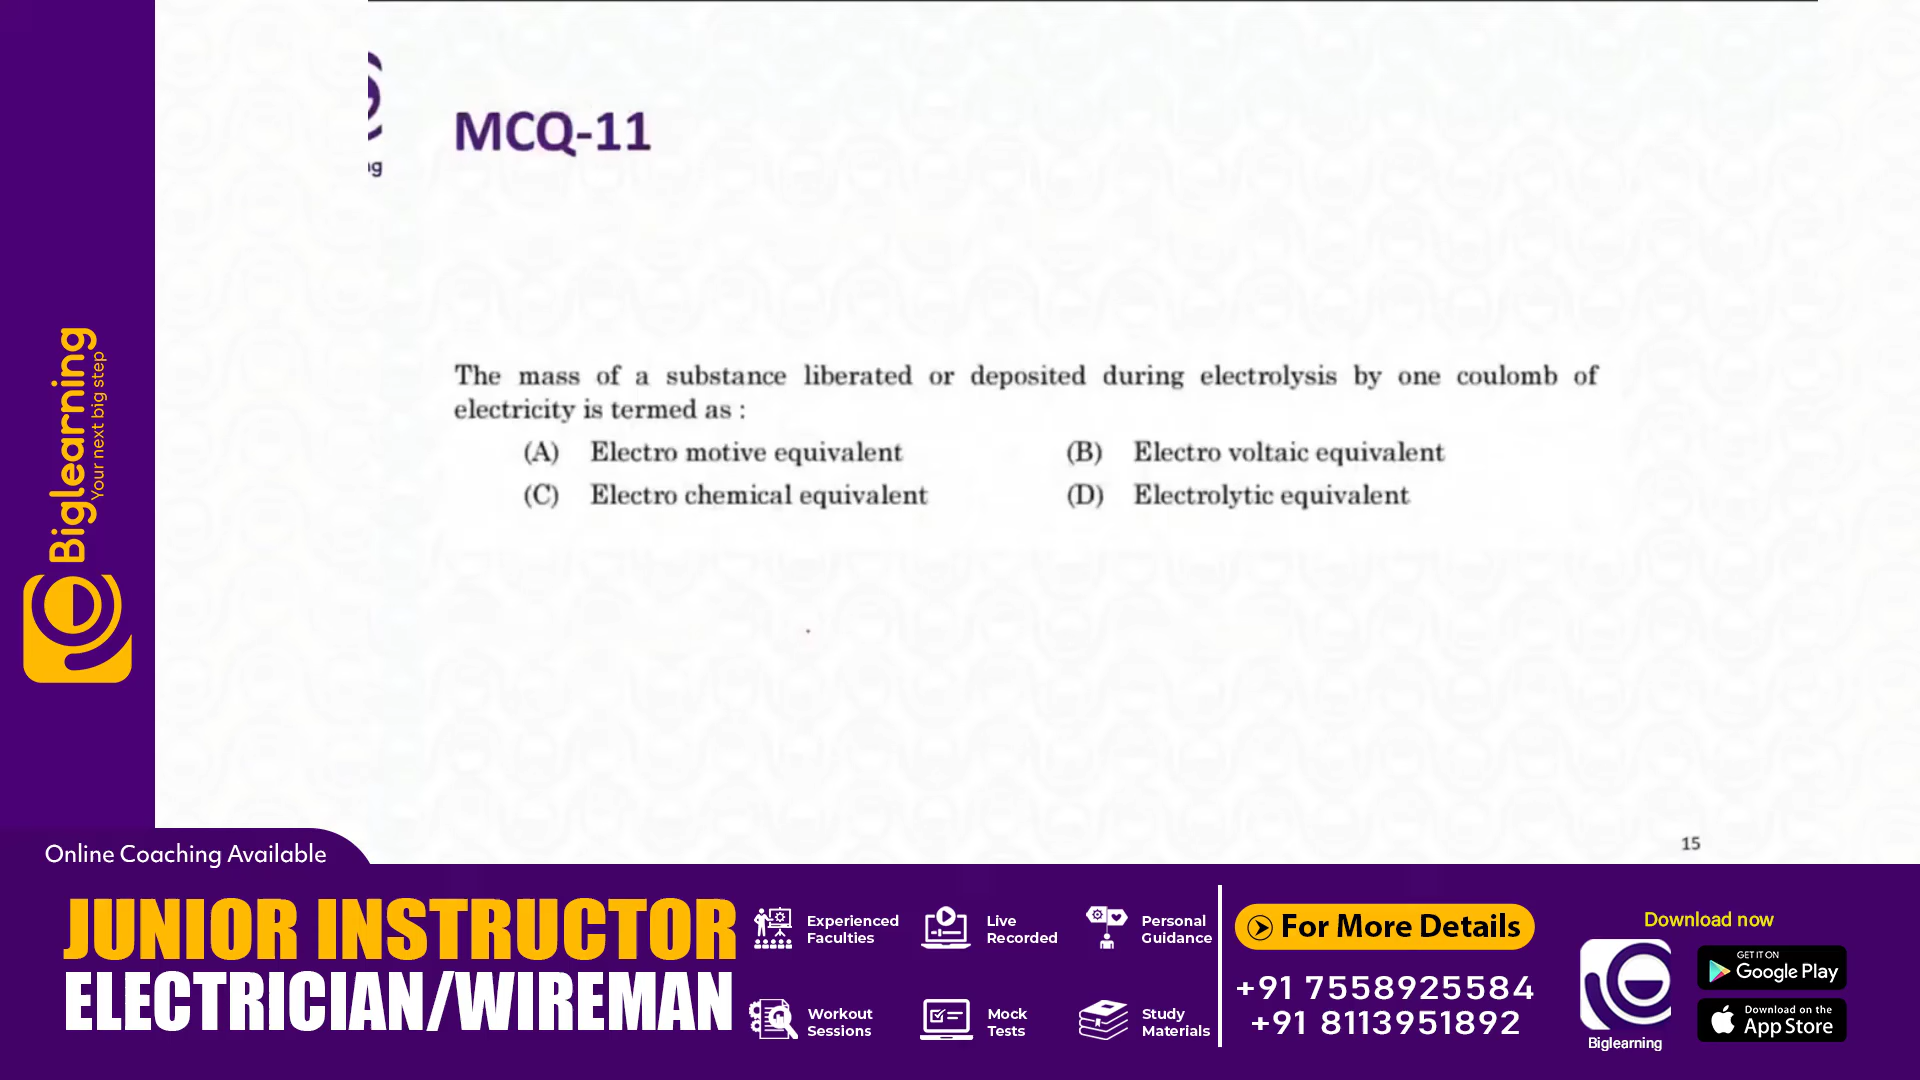 ng
MCQ-11
The mass of a substance liberated or deposited during electrolysis by one coulomb of
electricity is termed as :
(A) Electro motive equivalent (B) Electro voltaic equivalent
(C) Electro chemical equivalent (D) Electrolytic equivalent
15
Biglearning
Your next big step
Online Coaching Available
JUNIOR INSTRUCTOR
ELECTRICIAN/WIREMAN
Experienced
Faculties
Live
Recorded
Personal
Guidance
Workout
Sessions
Mock
Tests
Study
Materials
For More Details
+91 7558925584
+91 8113951892
Download now
Biglearning
GET IT ON
Google Play
Download on the
App Store